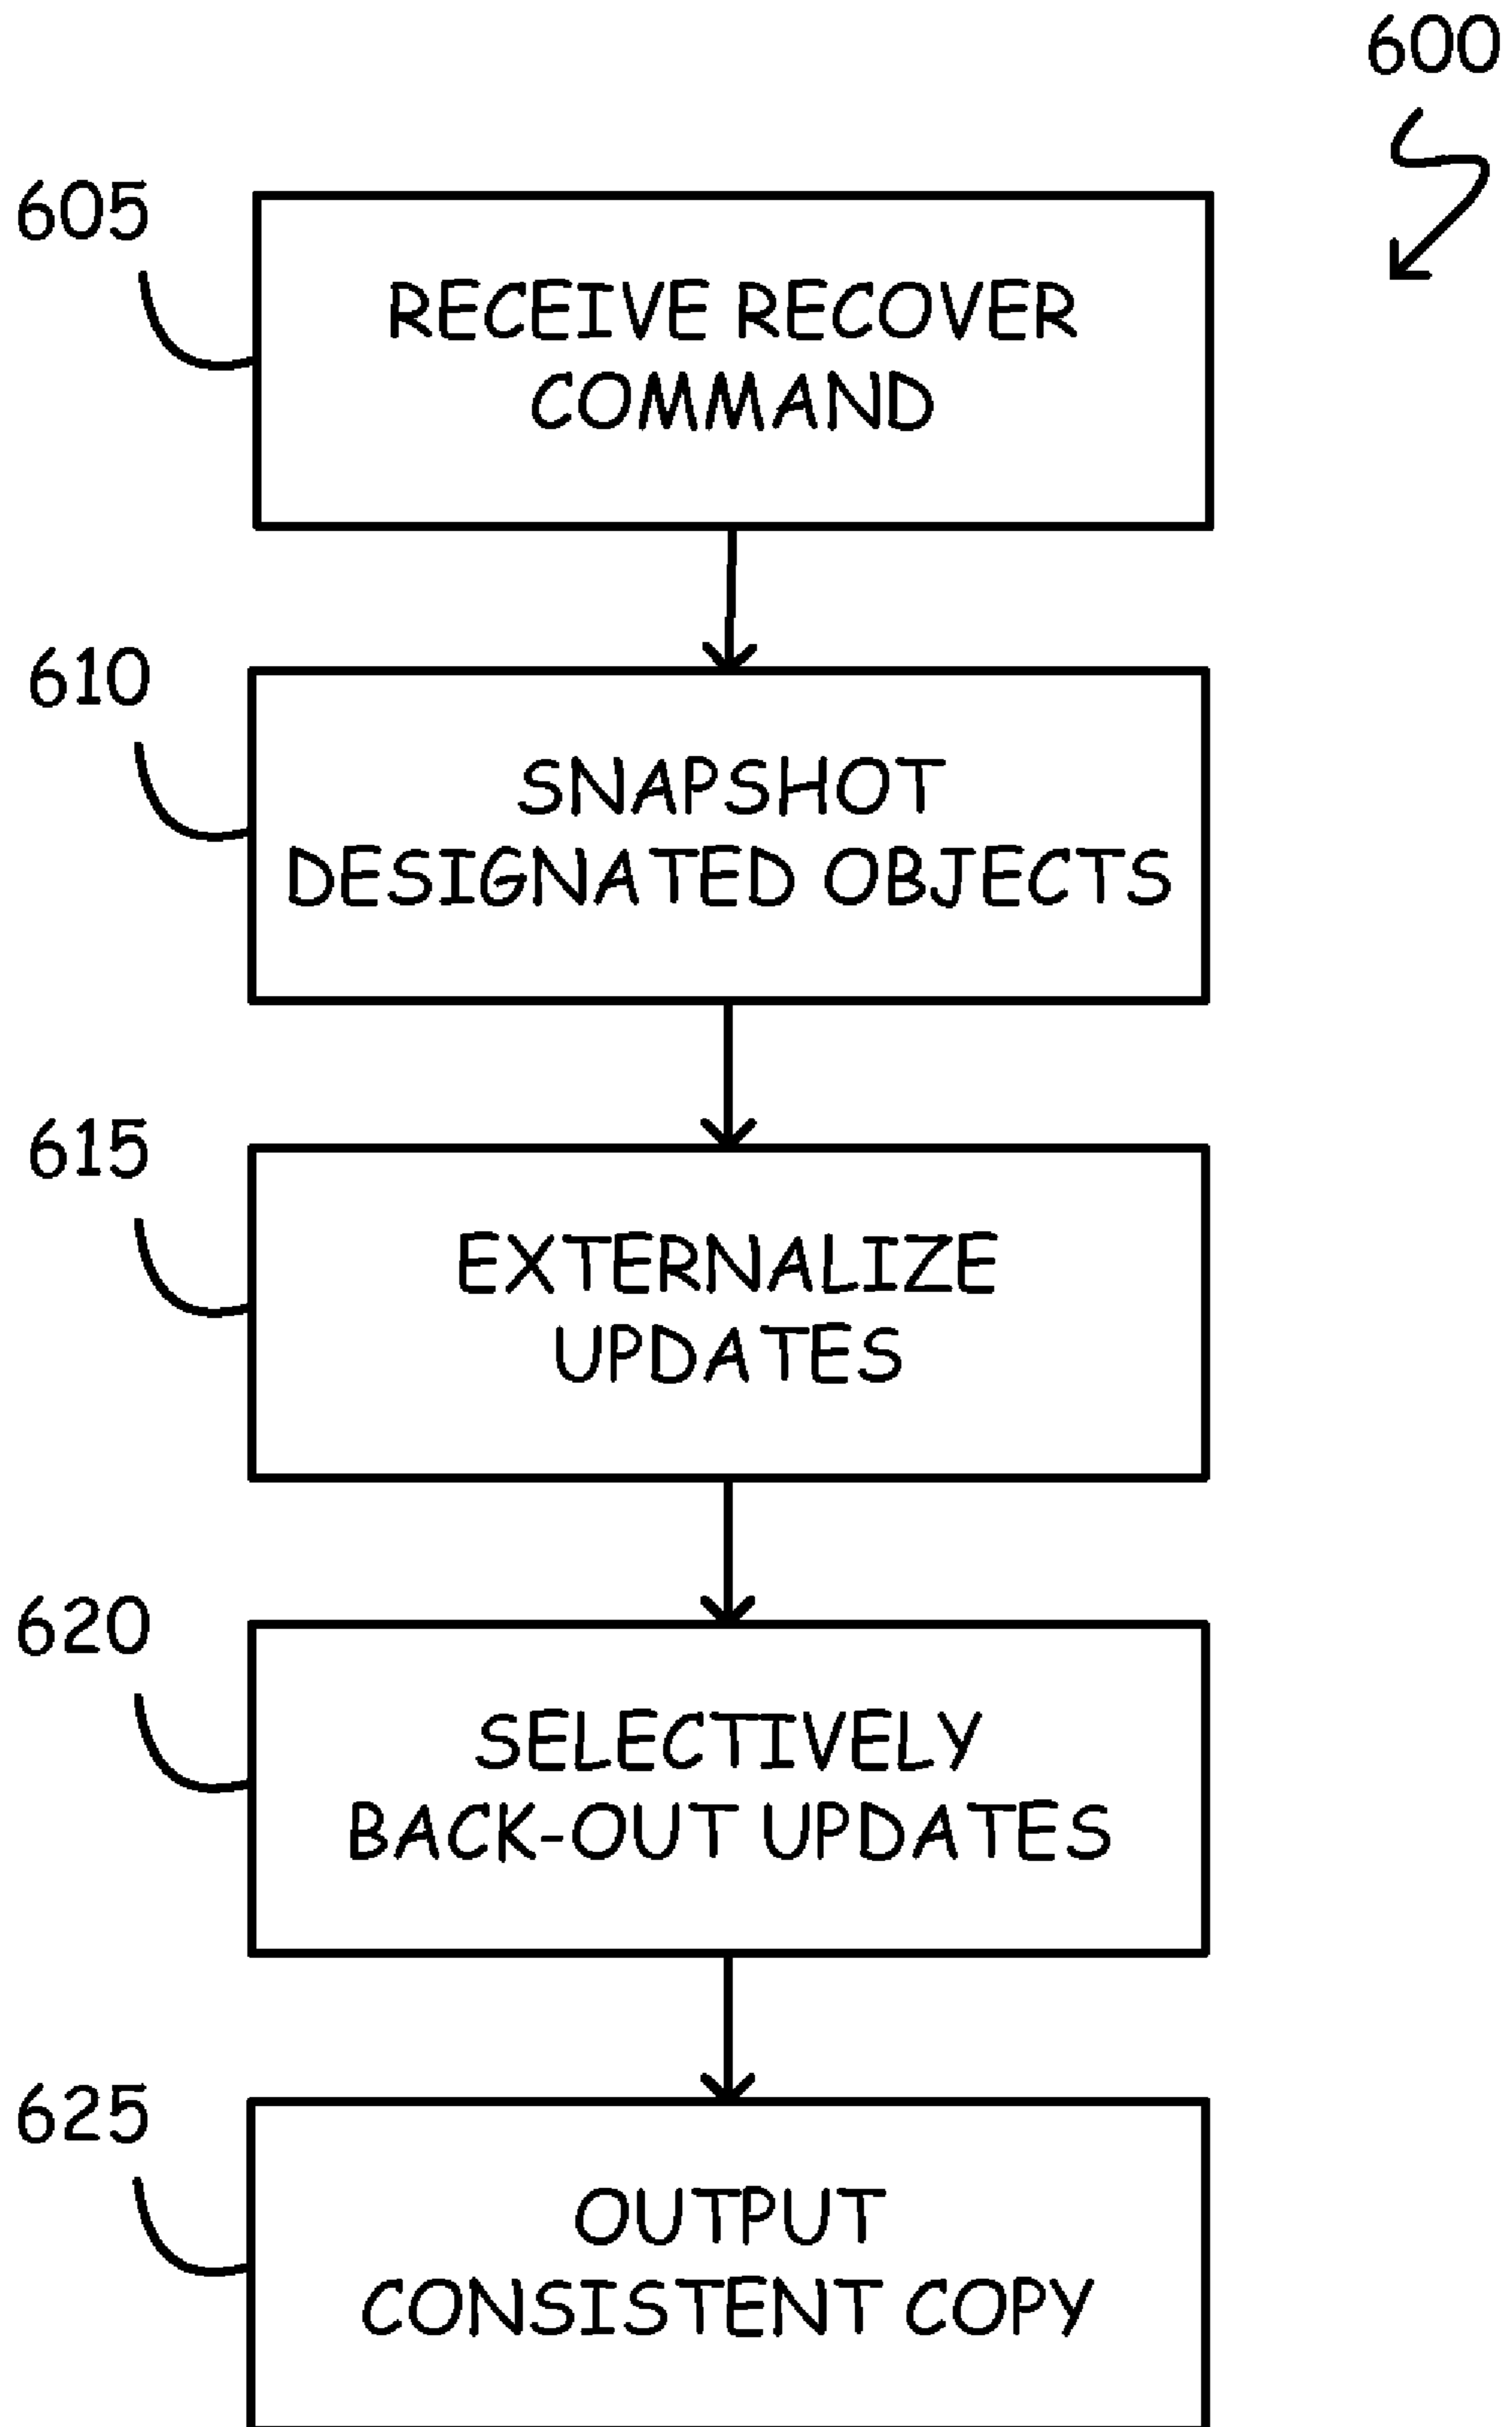 600
605
RECEIVE RECOVER
COMMAND
610
SNAPSHOT
DESIGNATED OBJECTS
615
EXTERNALIZE
UPDATES
620
SELECTIVELY
BACK-OUT UPDATES
625
OUTPUT
CONSISTENT COPY